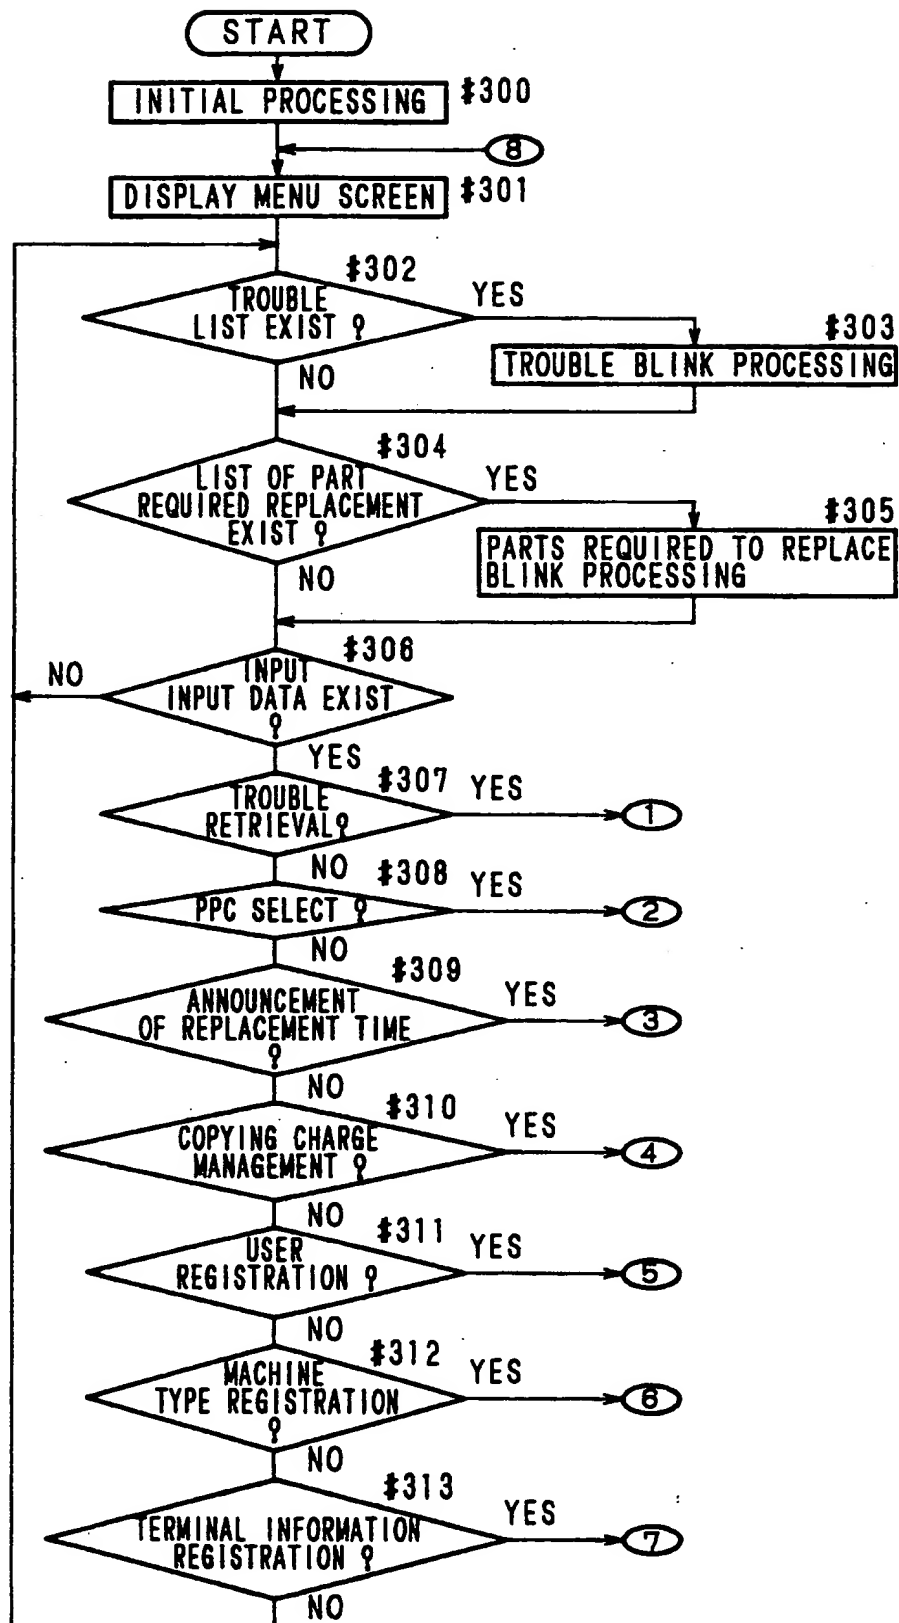 START
INITIAL PROCESSING
#300
8
DISPLAY MENU SCREEN
#301
#302
TROUBLE
LIST EXIST ?
YES
NO
#303
TROUBLE BLINK PROCESSING
#304
LIST OF PART
REQUIRED REPLACEMENT
EXIST ?
YES
NO
#305
PARTS REQUIRED TO REPLACE
BLINK PROCESSING
#306
INPUT
INPUT DATA EXIST
?
NO
YES
#307
TROUBLE
RETRIEVAL?
YES
1
NO
#308
PPC SELECT ?
YES
2
NO
#309
ANNOUNCEMENT
OF REPLACEMENT TIME
?
YES
3
NO
#310
COPYING CHARGE
MANAGEMENT ?
YES
4
NO
#311
USER
REGISTRATION ?
YES
5
NO
#312
MACHINE
TYPE REGISTRATION
?
YES
6
NO
#313
TERMINAL INFORMATION
REGISTRATION ?
YES
7
NO